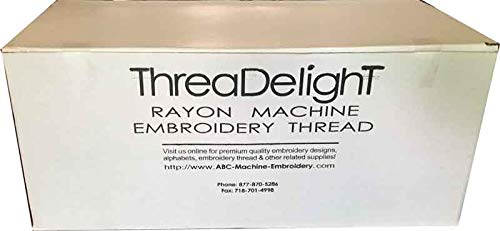 ThreaDelighT
RAYON MACHINE
EMBROIDERY THREAD
Visit us online for premium quality embroidery designs,
alphabets, embroidery thread & other related supplies!
http://www.ABC-Machine-Embroidery.com
Phone: 877-870-5286
Fax: 718-701-4998